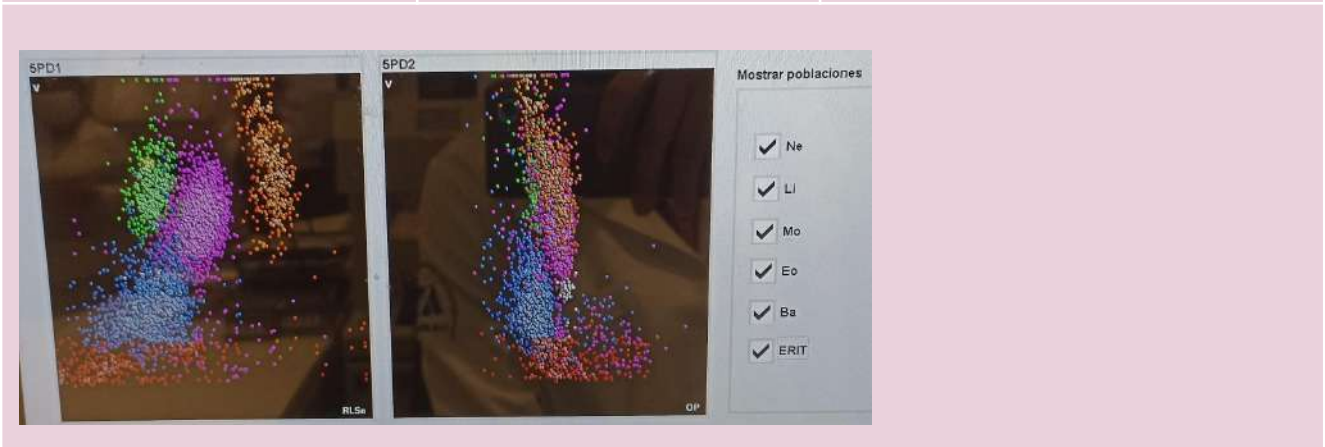 5PD1
V
RLSn
5PD2
V
OP
Mostrar poblaciones
Ne
Li
Mo
Eo
Ba
ERIT